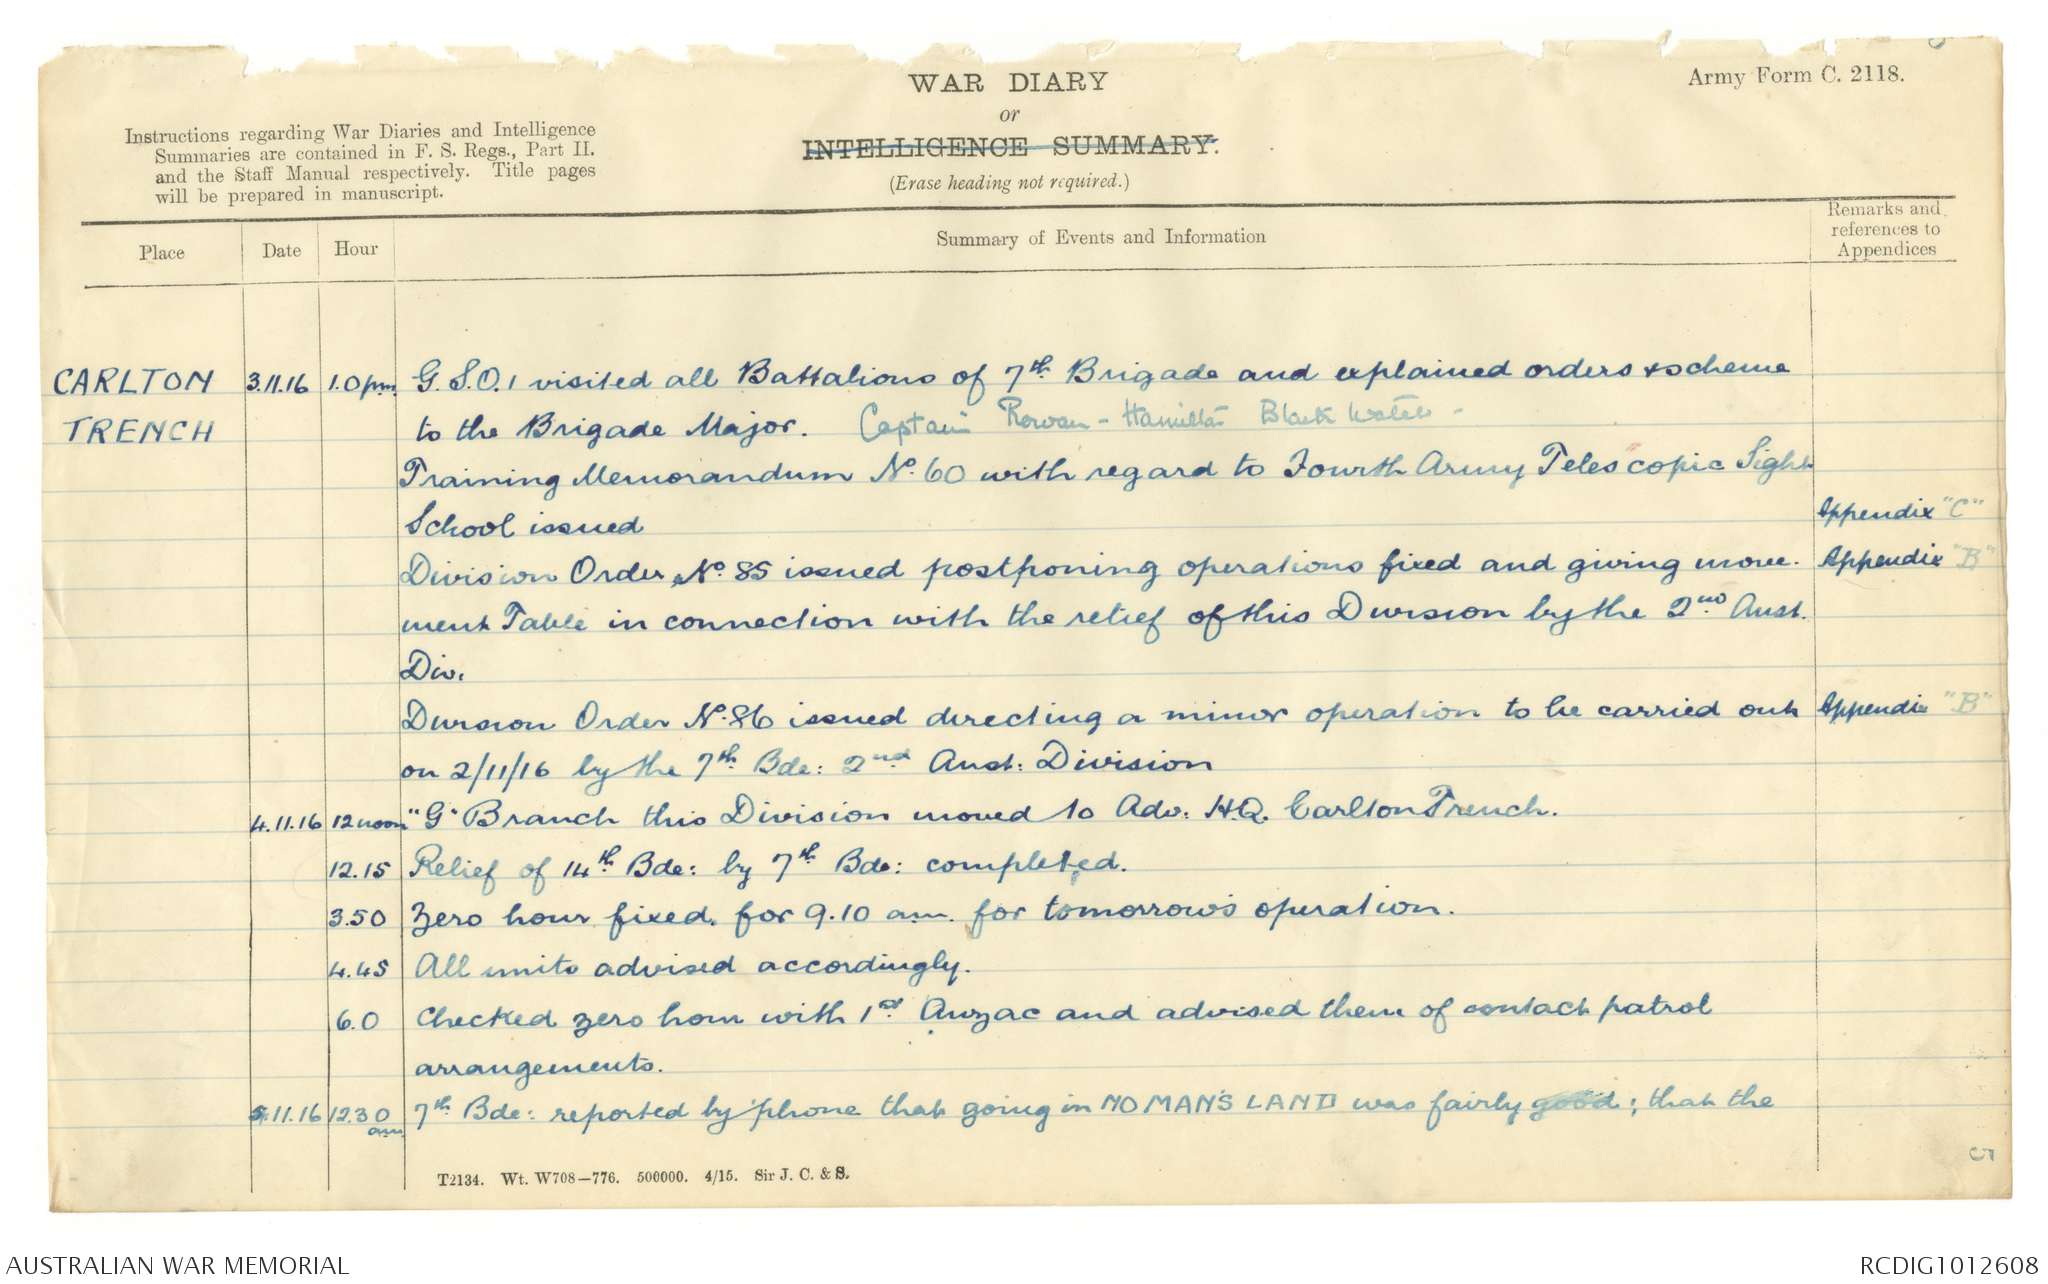 WAR DIARY
or
INTELLIGENCE SUMMARY.
(Erase heading not required.)
Army Form C. 2118.
Instructions regarding War Diaries and Intelligence
Summaries are contained in F. S. Regs., Part II.
and the Staff Manual respectively. Title pages
will be prepared in manuscript.
Place Date Hour Summary of Events and Information Remarks and references to Appendices
CARLTON 3.11.16 1.0 pm. G.S.O.1 visited all Battalions of 7th Brigade and explained orders & scheme
TRENCH to the Brigade Major. Captain Rowan-Hamilton Black Watch -
Training Memorandum No. 60 with regard to Fourth Army Telescopic Sight
School issued Appendix "C"
Division Order No. 85 issued postponing operations fixed and giving move- Appendix "B"
ment Table in connection with the relief of this Division by the 2nd Aust.
Div.
Division Order No. 86 issued directing a minor operation to be carried out Appendix "B"
on 2/11/16 by the 7th Bde: 2nd Aust: Division
4.11.16 12 noon "G" Branch this Division moved to Adv: H.Q. Carlton Trench.
12.15 Relief of 14th Bde: by 7th Bde: completed.
3.50 Zero hour fixed for 9.10 am. for tomorrow's operation.
4.45 All units advised accordingly.
6.0 Checked zero hour with 1st Anzac and advised them of contact patrol
arrangements.
5.11.16 12.30 am 7th Bde: reported by 'phone that going in NO MAN'S LAND was fairly good; that the
T2134. Wt. W708—776. 500000. 4/15. Sir J. C. & S.
5
AUSTRALIAN WAR MEMORIAL
RCDIG1012608